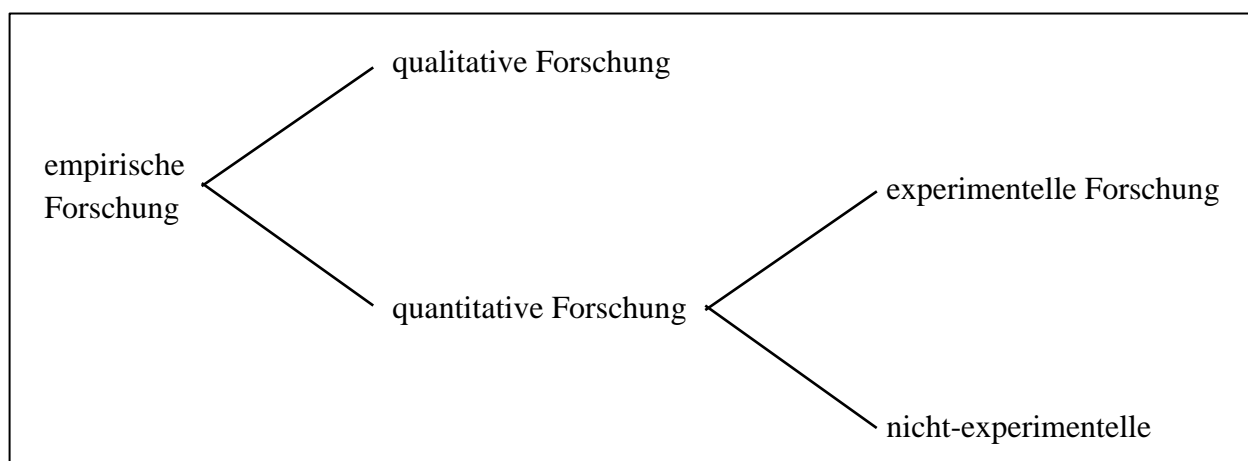 qualitative Forschung
empirische
Forschung
experimentelle Forschung
quantitative Forschung
nicht-experimentelle